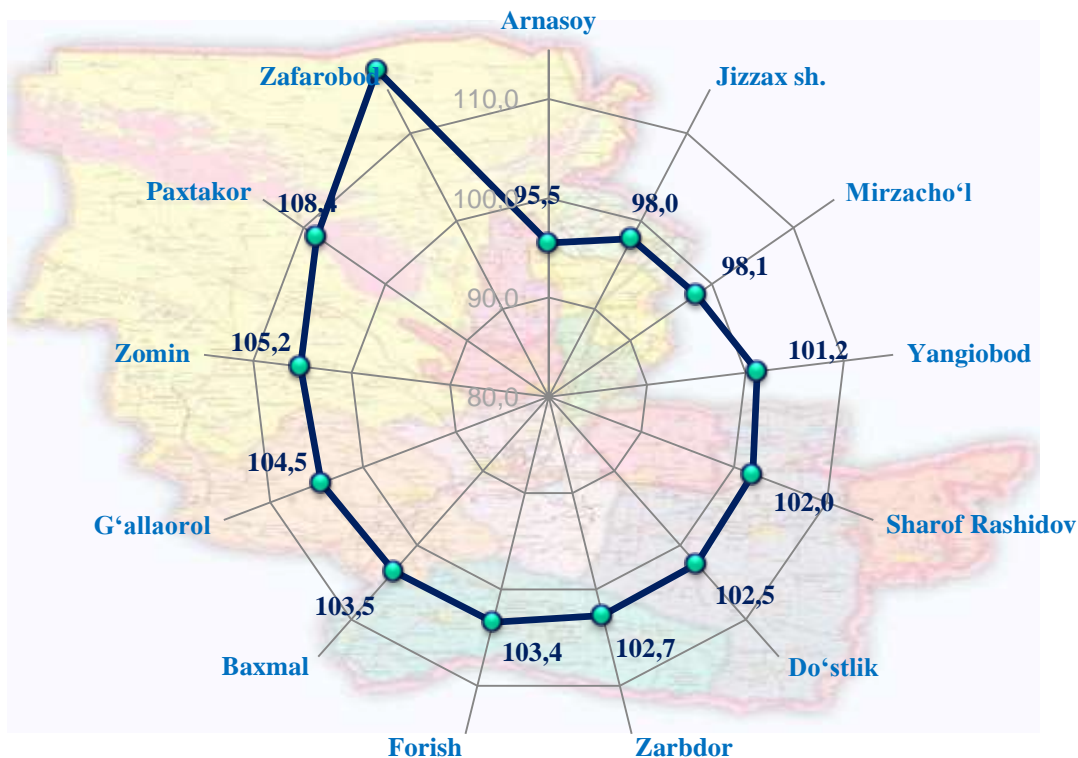 Arnasoy
Zafarobod
Jizzax sh.
110,0
Paxtakor
108,4
100,0
95,5
98,0
Mirzacho‘l
98,1
90,0
Zomin
105,2
101,2
Yangiobod
80,0
G‘allaorol
104,5
102,0
Sharof Rashidov
103,5
102,5
Baxmal
103,4
102,7
Do‘stlik
Forish
Zarbdor